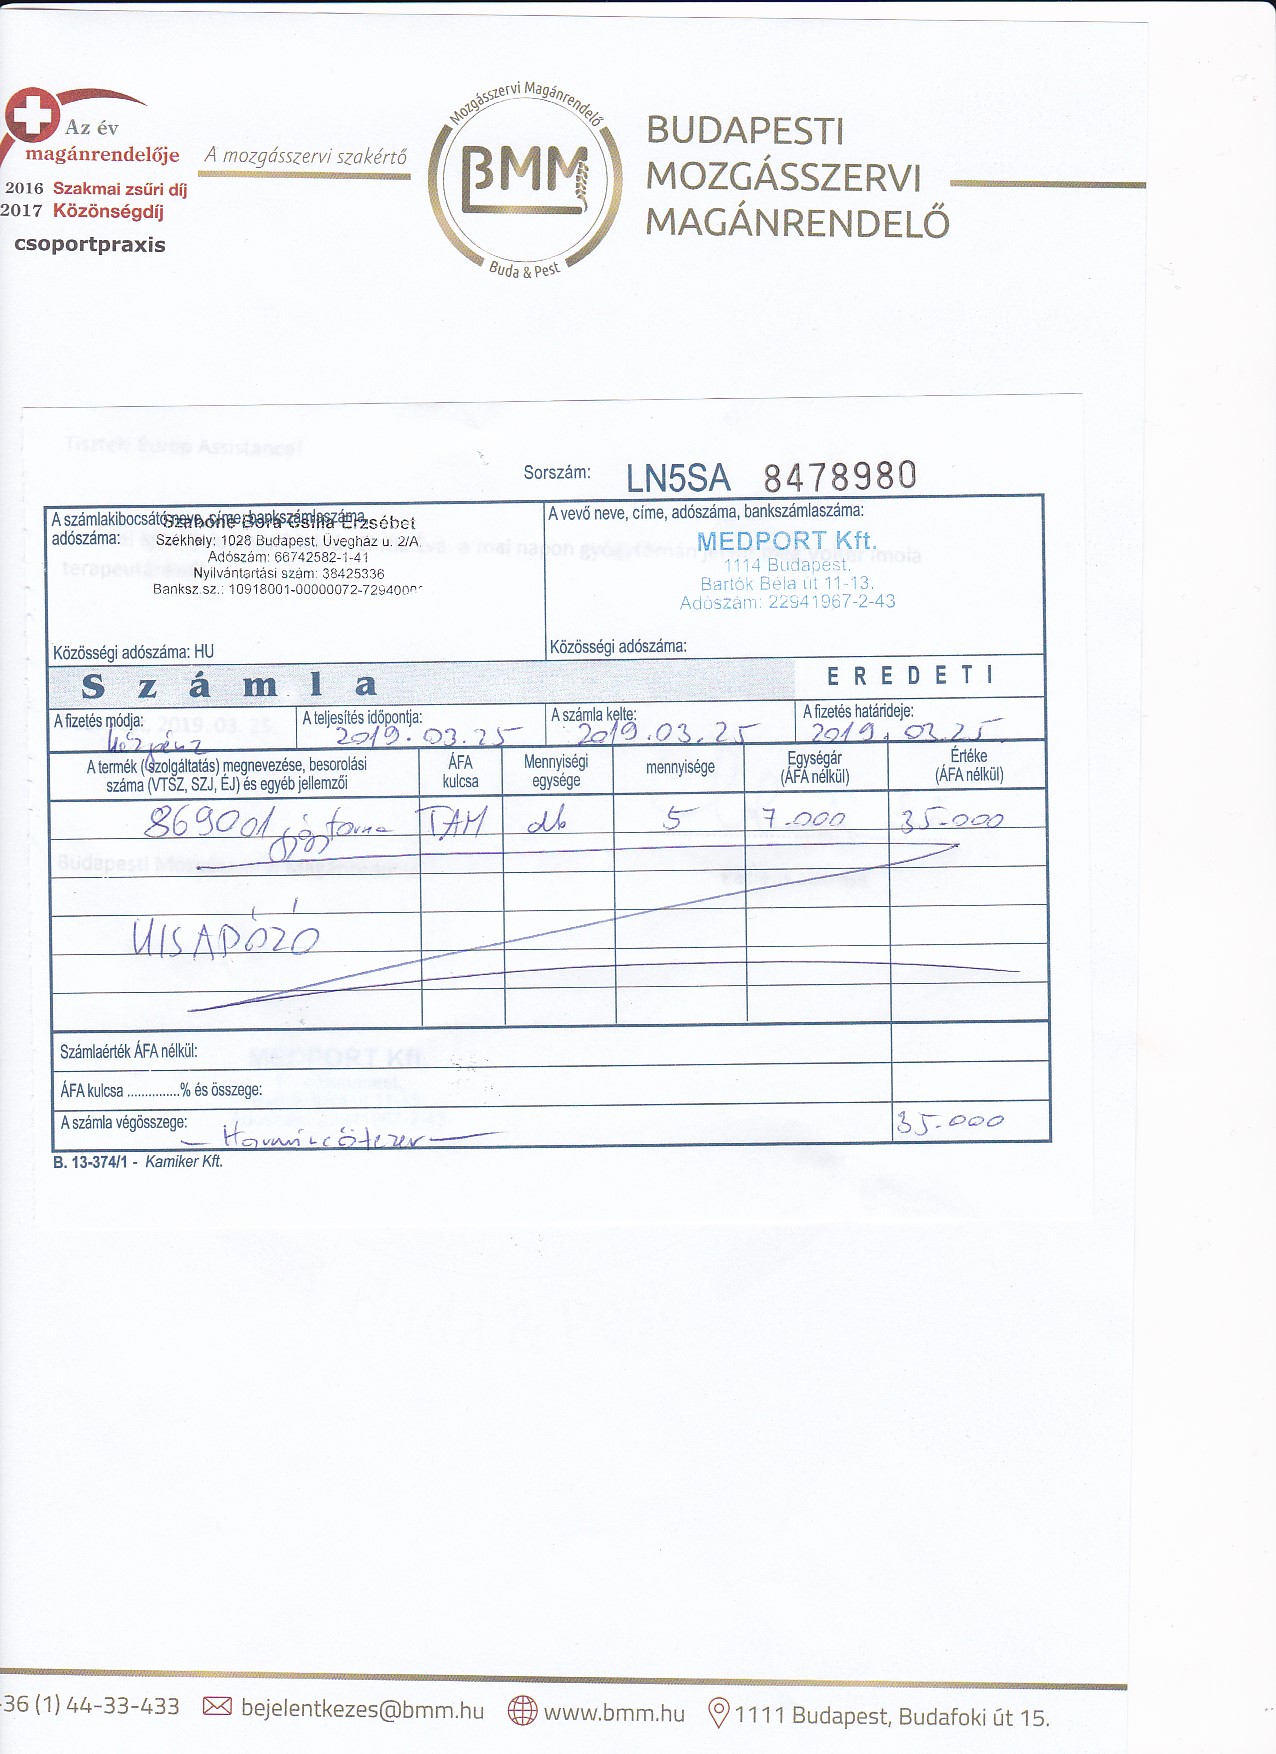 Az év
magánrendelője
2016 Szakmai zsűri díj
2017 Közönségdíj
csoportpraxis
A mozgásszervi szakértő
Mozgásszervi Magánrendelő
BMM
Buda & Pest
BUDAPESTI
MOZGÁSSZERVI
MAGÁNRENDELŐ
Tisztelt Europ Assistance!
Sorszám: LN5SA 8478980
A számlakibocsátó neve, címe, bankszámlaszáma,
adószáma:
Szabóné Bora Csilla Erzsébet
Székhely: 1028 Budapest, Üvegház u. 2/A
Adószám: 66742582-1-41
Nyilvántartási szám: 38425336
Banksz.sz.: 10918001-00000072-729400
Közösségi adószáma: HU
A vevő neve, címe, adószáma, bankszámlaszáma:
MEDPORT Kft.
1114 Budapest,
Bartók Béla út 11-13.
Adószám: 22941967-2-43
Közösségi adószáma:
Számla
EREDETI
A fizetés módja: A teljesítés időpontja: A számla kelte: A fizetés határideje:
készpénz 2019.03.25 2019.03.25 2019.03.25
A termék (szolgáltatás) megnevezése, besorolási
száma (VTSZ, SZJ, ÉJ) és egyéb jellemzői
ÁFA
kulcsa
Mennyiségi
egysége
mennyisége
Egységár
(ÁFA nélkül)
Értéke
(ÁFA nélkül)
869001 gyógytorna TAM db 5 7.000 35.000
KISADÓZÓ
Számlaérték ÁFA nélkül:
ÁFA kulcsa ..............% és összege:
A számla végösszege: — Harmincötezer — 35.000
B. 13-374/1 - Kamiker Kft.
36 (1) 44-33-433 bejelentkezes@bmm.hu www.bmm.hu 1111 Budapest, Budafoki út 15.